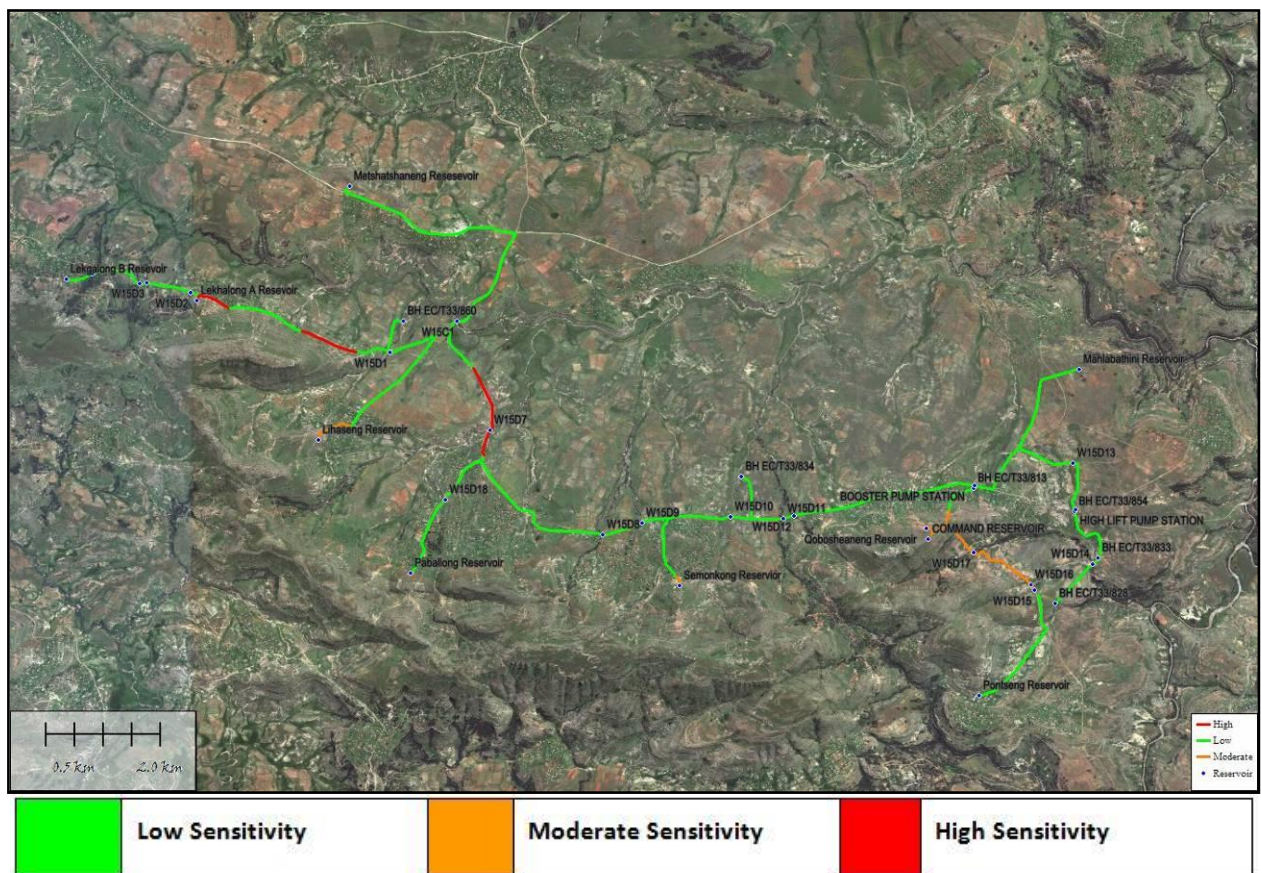 Metshatshaneng Resesevoir
Lekgalong B Resevoir
W15D3
W15D2
Lekhalong A Resevoir
BH EC/T33/860
W15C1
W15D1
Mahlabathini Reservoir
Lihaseng Reservoir
W15D7
W15D13
BH EC/T33/834
BH EC/T33/813
W15D18
BOOSTER PUMP STATION
BH EC/T33/854
W15D8
W15D9
W15D10
W15D11
W15D12
HIGH LIFT PUMP STATION
COMMAND RESERVOIR
Qobosheaneng Reservoir
BH EC/T33/833
W15D14
W15D17
Paballong Reservoir
Semonkong Reservior
W15D16
W15D15
BH EC/T33/828
Pontseng Reservoir
0.5 km 2.0 km
High
Low
Moderate
Reservoir
Low Sensitivity Moderate Sensitivity High Sensitivity